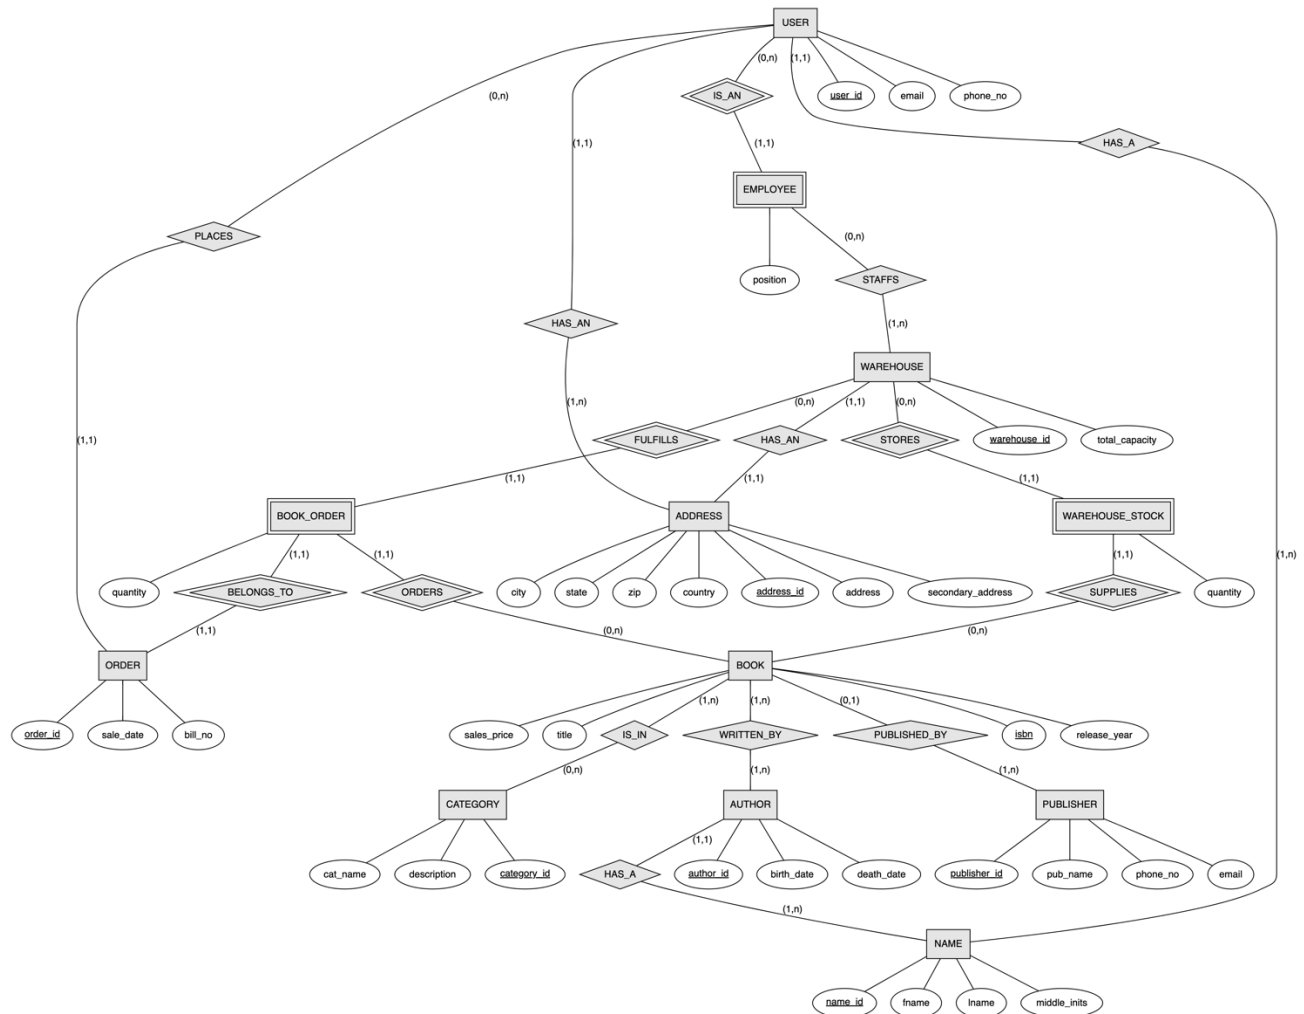 USER
(0,n)
(1,1)
IS_AN
user_id
email
phone_no
(0,n)
(1,1)
(1,1)
HAS_A
EMPLOYEE
PLACES
(0,n)
position
STAFFS
HAS_AN
(1,n)
WAREHOUSE
(1,n)
(0,n)
(1,1)
(0,n)
(1,1)
FULFILLS
HAS_AN
STORES
warehouse_id
total_capacity
(1,1)
(1,1)
(1,1)
BOOK_ORDER
ADDRESS
WAREHOUSE_STOCK
(1,1)
(1,1)
(1,1)
(1,n)
quantity
BELONGS_TO
ORDERS
city
state
zip
country
address_id
address
secondary_address
SUPPLIES
quantity
(1,1)
(0,n)
(0,n)
ORDER
BOOK
(1,n)
(1,n)
(0,1)
order_id
sale_date
bill_no
sales_price
title
IS_IN
WRITTEN_BY
PUBLISHED_BY
isbn
release_year
(0,n)
(1,n)
(1,n)
CATEGORY
AUTHOR
PUBLISHER
(1,1)
cat_name
description
category_id
HAS_A
author_id
birth_date
death_date
publisher_id
pub_name
phone_no
email
(1,n)
NAME
name_id
fname
lname
middle_inits